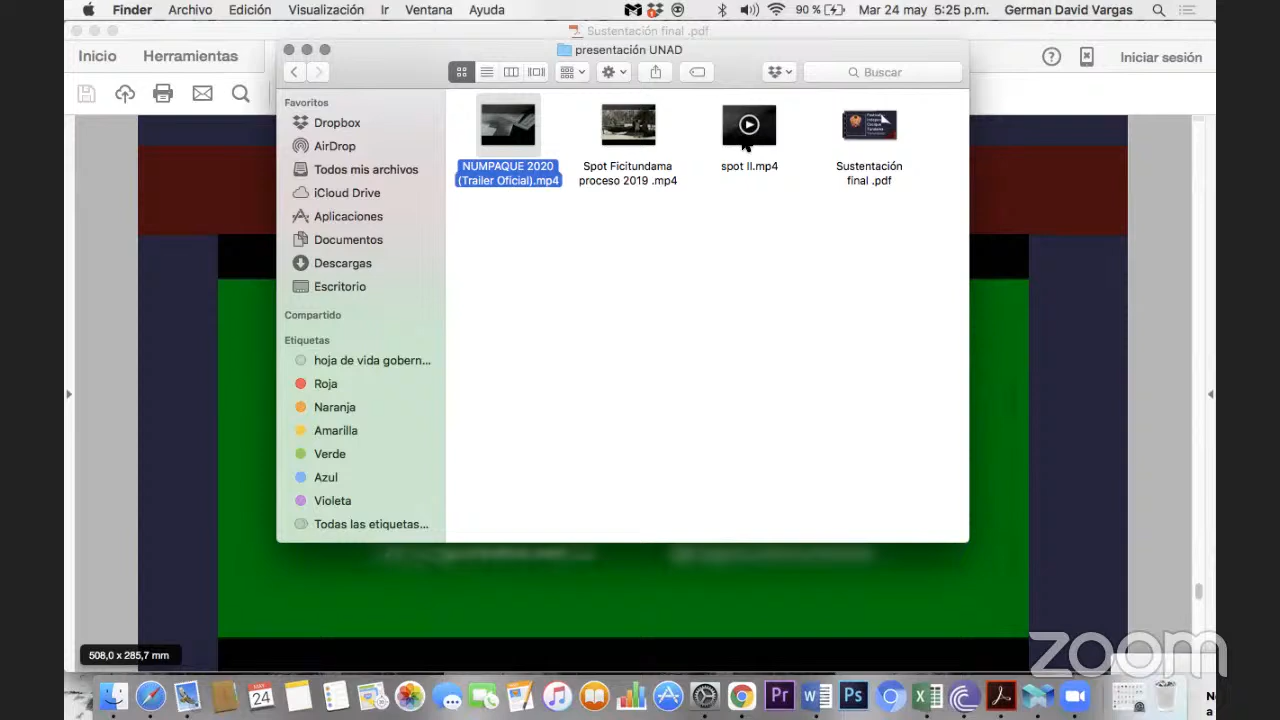 Finder Archivo Edición Visualización Ir Ventana Ayuda 90 % Mar 24 may 5:25 p.m. German David Vargas
Sustentación final .pdf
Inicio Herramientas Iniciar sesión
presentación UNAD
Buscar
Favoritos
Dropbox
AirDrop
Todos mis archivos
iCloud Drive
Aplicaciones
Documentos
Descargas
Escritorio
Compartido
Etiquetas
hoja de vida gobern...
Roja
Naranja
Amarilla
Verde
Azul
Violeta
Todas las etiquetas...
NUMPAQUE 2020
(Trailer Oficial).mp4
Spot Ficitundama
proceso 2019 .mp4
spot II.mp4
Sustentación
final .pdf
508,0 x 285,7 mm
zoom
MAY
24
Pr
Ps